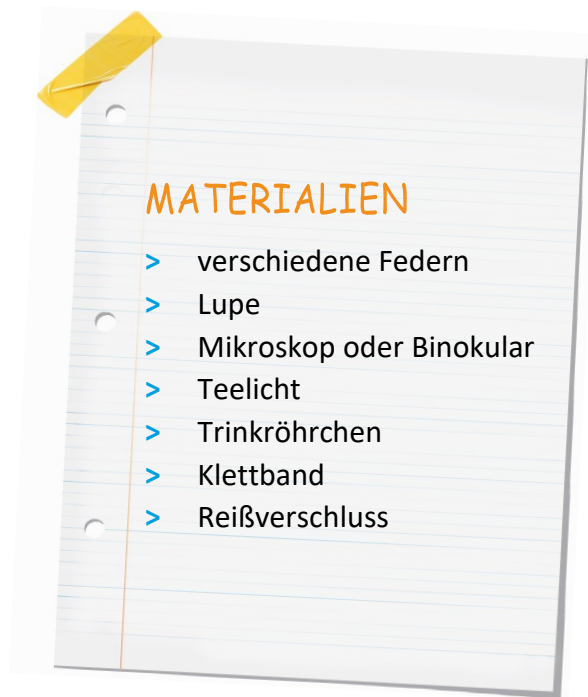 MATERIALIEN
> verschiedene Federn
> Lupe
> Mikroskop oder Binokular
> Teelicht
> Trinkröhrchen
> Klettband
> Reißverschluss